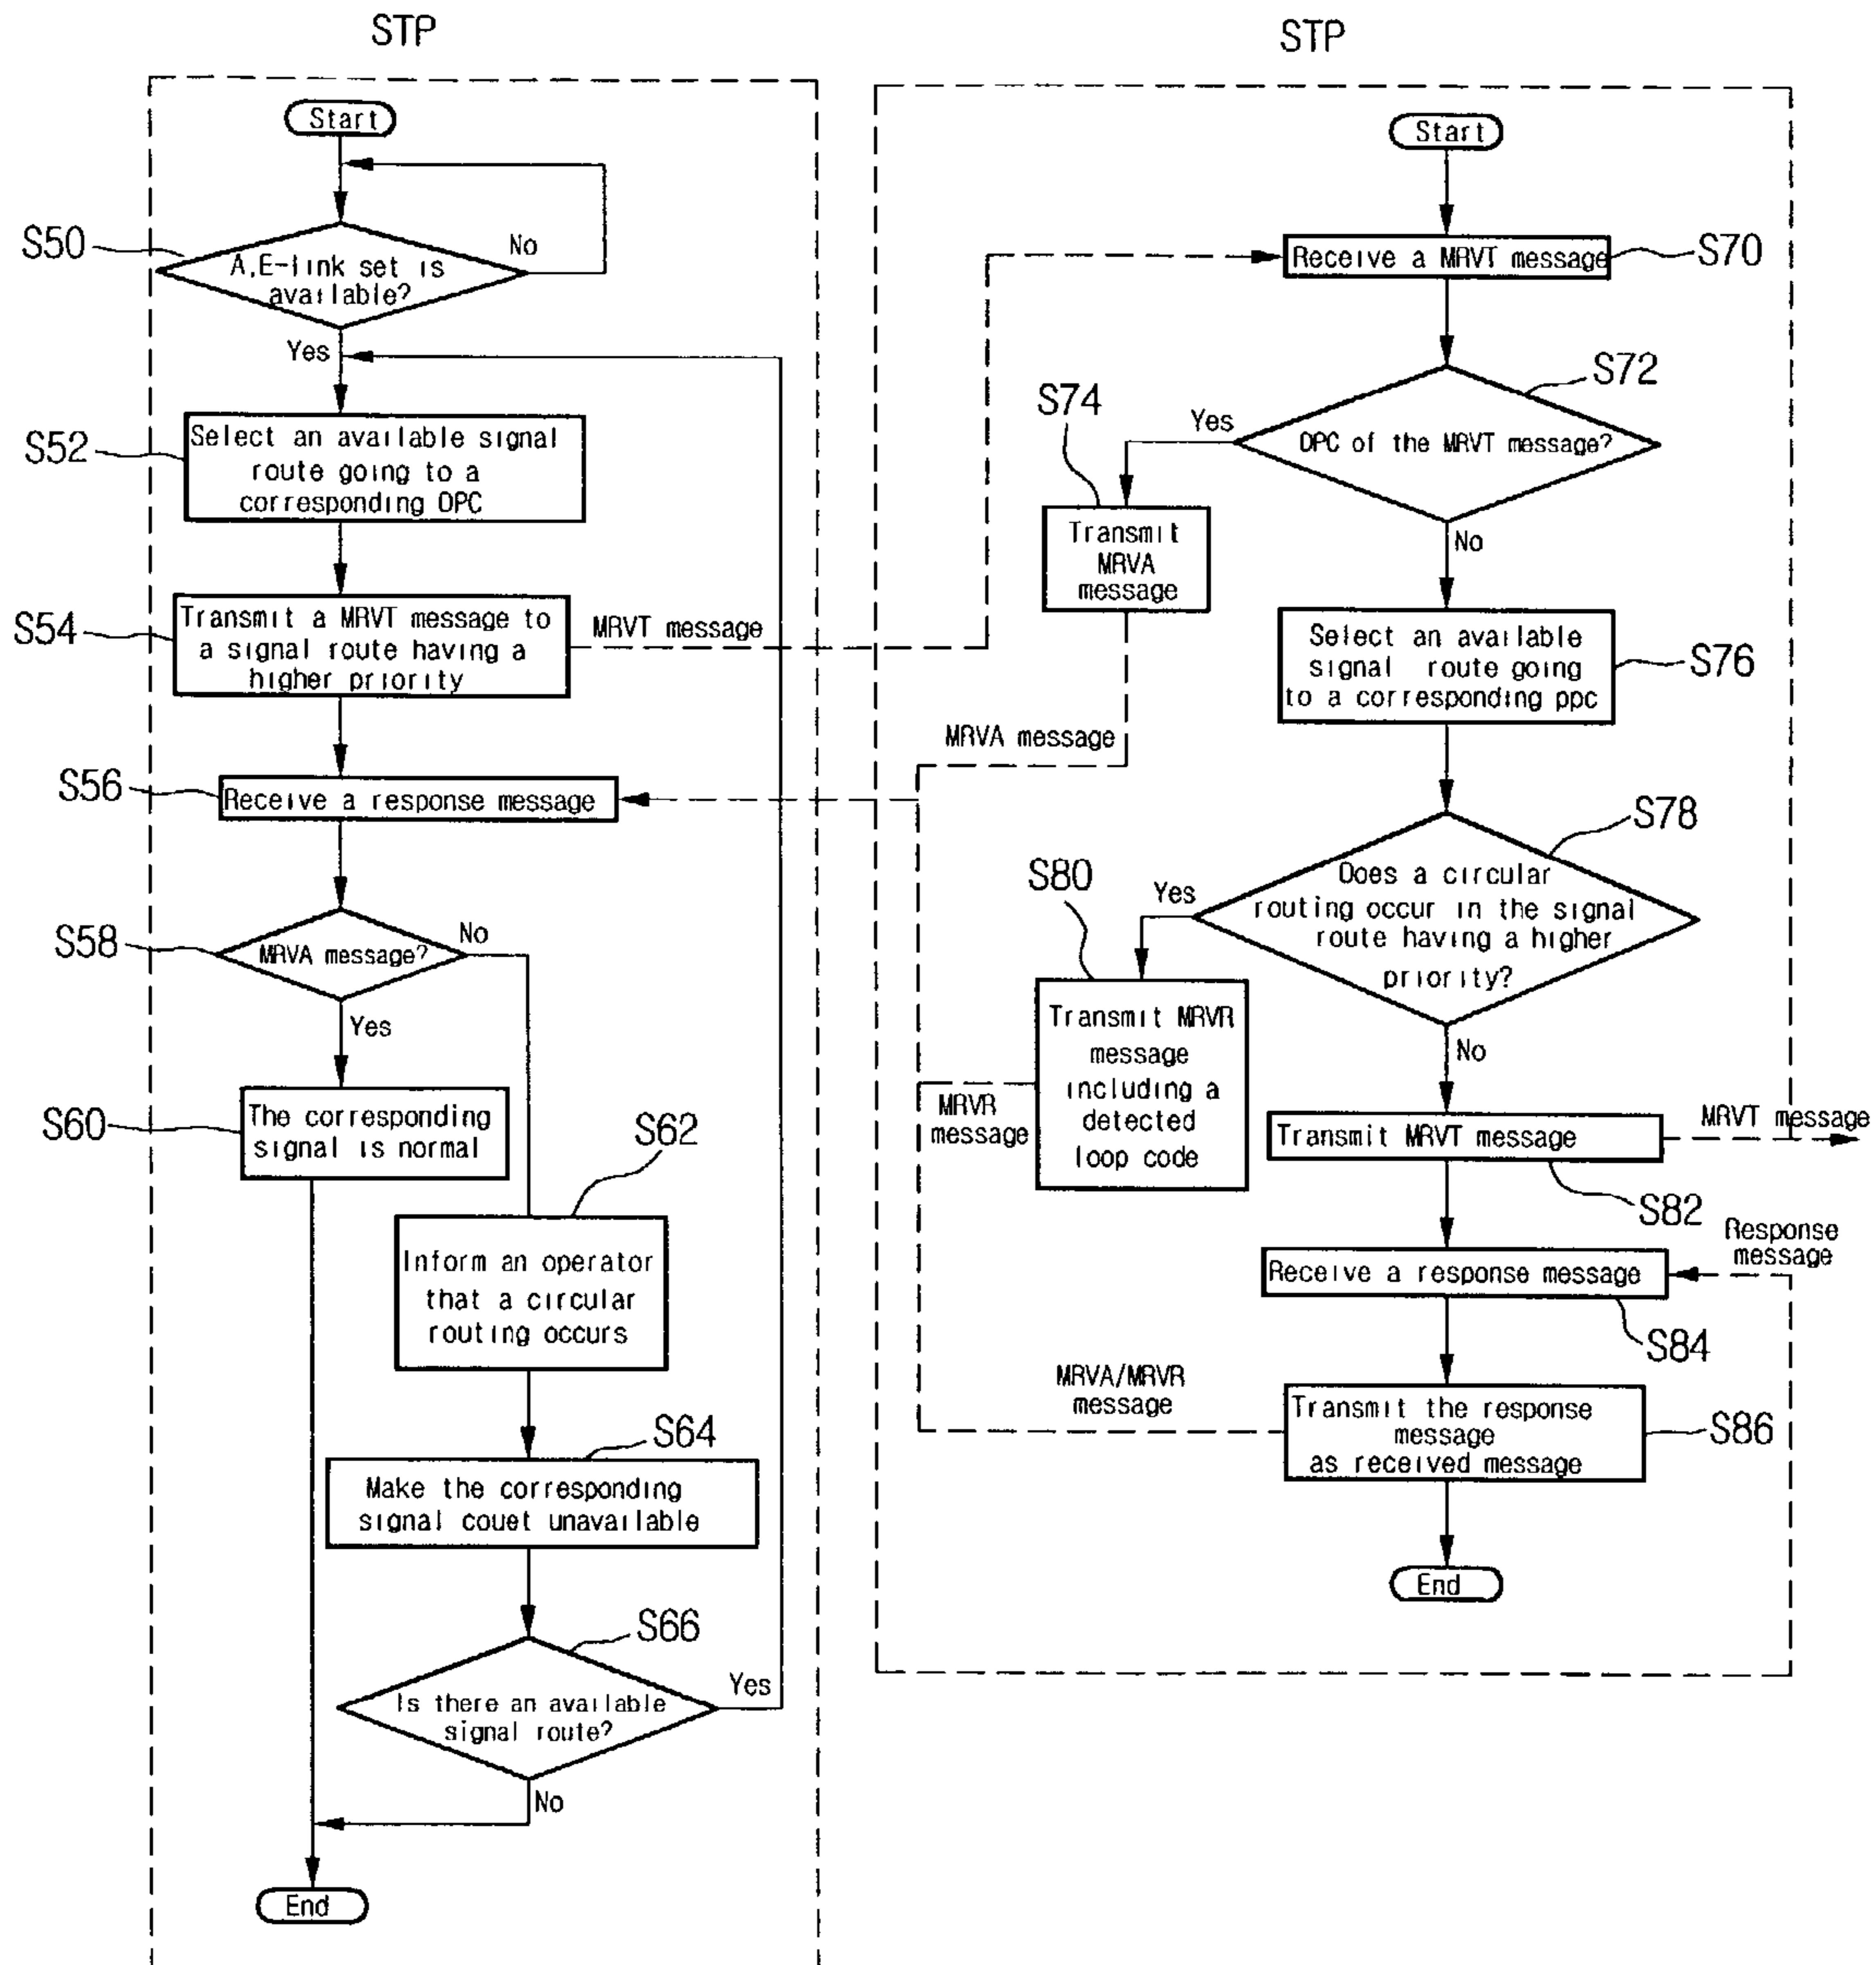 STP
Start
S50
A,E-link set is
available?
No
Yes
S52
Select an available signal
route going to a
corresponding OPC
S54
Transmit a MRVT message to
a signal route having a
higher priority
MRVT message
S56
Receive a response message
S58
MRVA message?
No
Yes
S60
The corresponding
signal is normal
S62
Inform an operator
that a circular
routing occurs
S64
Make the corresponding
signal couet unavailable
S66
Is there an available
signal route?
Yes
No
End
STP
Start
Receive a MRVT message
S70
S72
OPC of the MRVT message?
Yes
S74
Transmit
MRVA
message
MRVA message
No
Select an available
signal route going
to a corresponding ppc
S76
S78
Does a circular
routing occur in the signal
route having a higher
priority?
Yes
S80
Transmit MRVR
message
including a
detected
loop code
MRVR
message
No
Transmit MRVT message
MRVT message
S82
Response
message
Receive a response message
S84
MRVA/MRVR
message
Transmit the response
message
as received message
S86
End